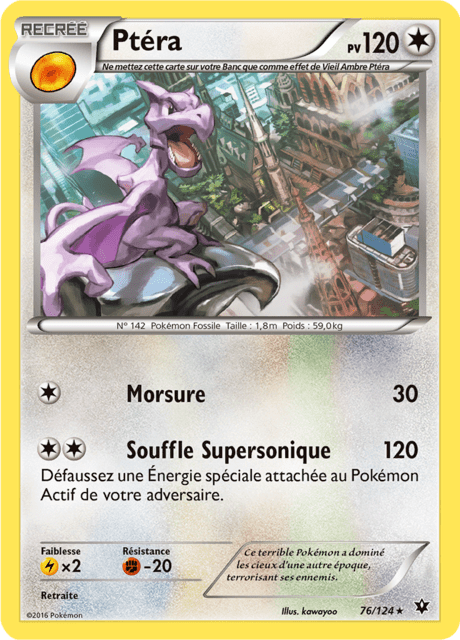 RECRÉÉ
Ptéra
PV120
Ne mettez cette carte sur votre Banc que comme effet de Vieil Ambre Ptéra
N° 142 Pokémon Fossile Taille : 1,8m Poids : 59,0kg
Morsure 30
Souffle Supersonique 120
Défaussez une Énergie spéciale attachée au Pokémon
Actif de votre adversaire.
Faiblesse Résistance
×2 -20
Retraite
Ce terrible Pokémon a dominé
les cieux d'une autre époque,
terrorisant ses ennemis.
©2016 Pokémon Illus. kawayoo 76/124